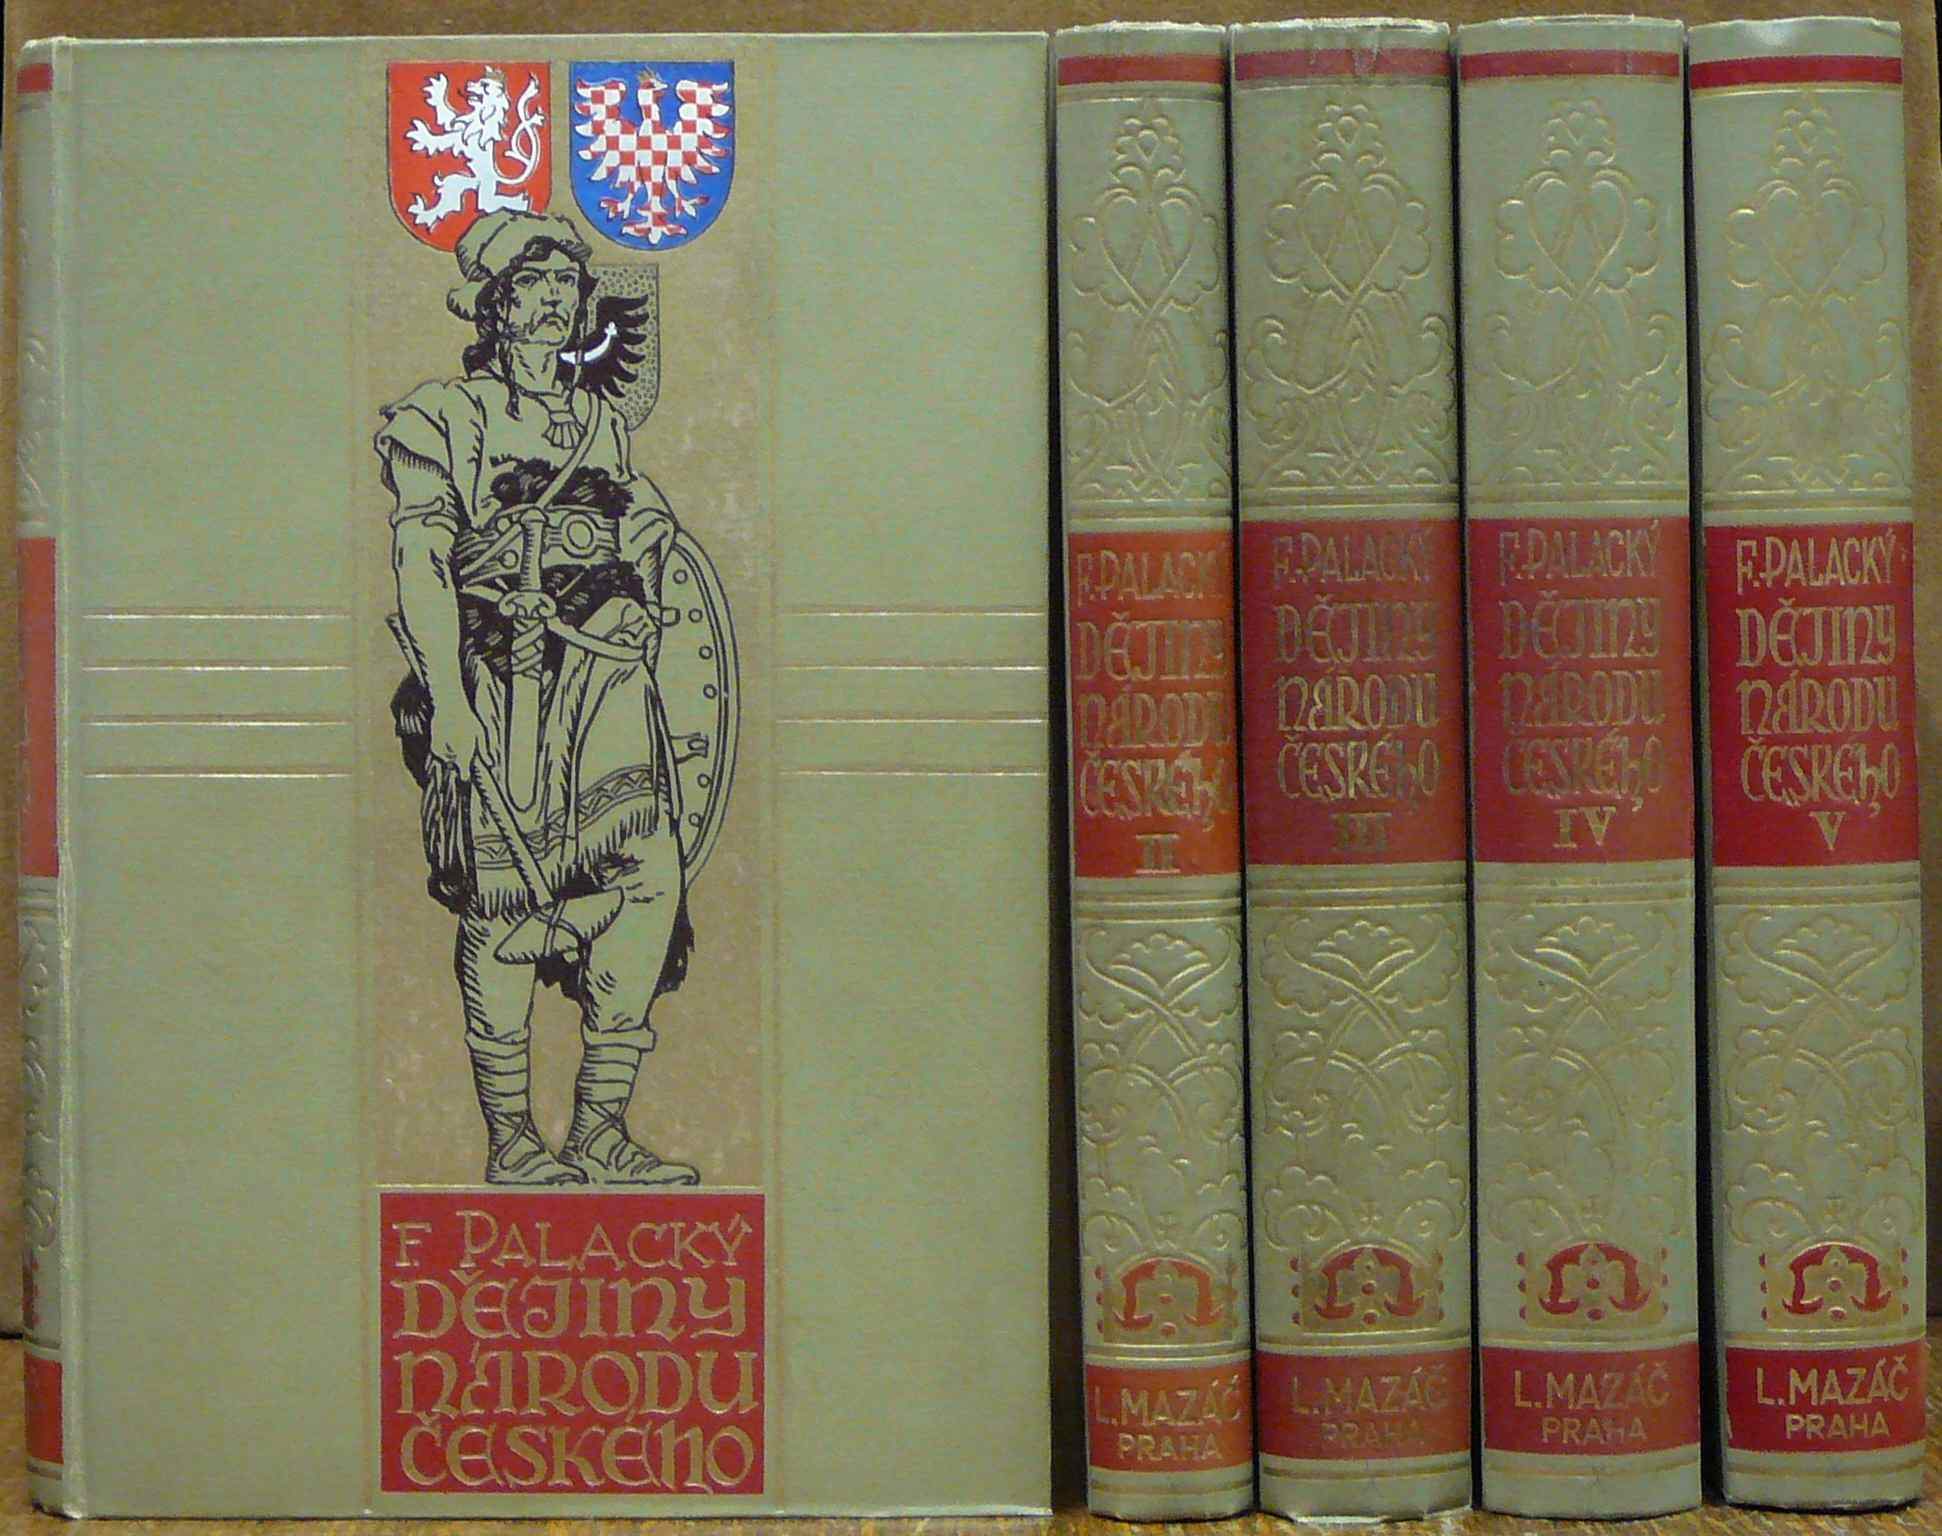 F. PALACKÝ
DĚJINY
NÁRODU
ČESKÉHO
F. PALACKÝ
DĚJINY
NÁRODU
ČESKÉHO
II
L. MAZÁČ
PRAHA
F. PALACKÝ
DĚJINY
NÁRODU
ČESKÉHO
III
L. MAZÁČ
PRAHA
F. PALACKÝ
DĚJINY
NÁRODU
ČESKÉHO
IV
L. MAZÁČ
PRAHA
F. PALACKÝ
DĚJINY
NÁRODU
ČESKÉHO
V
L. MAZÁČ
PRAHA